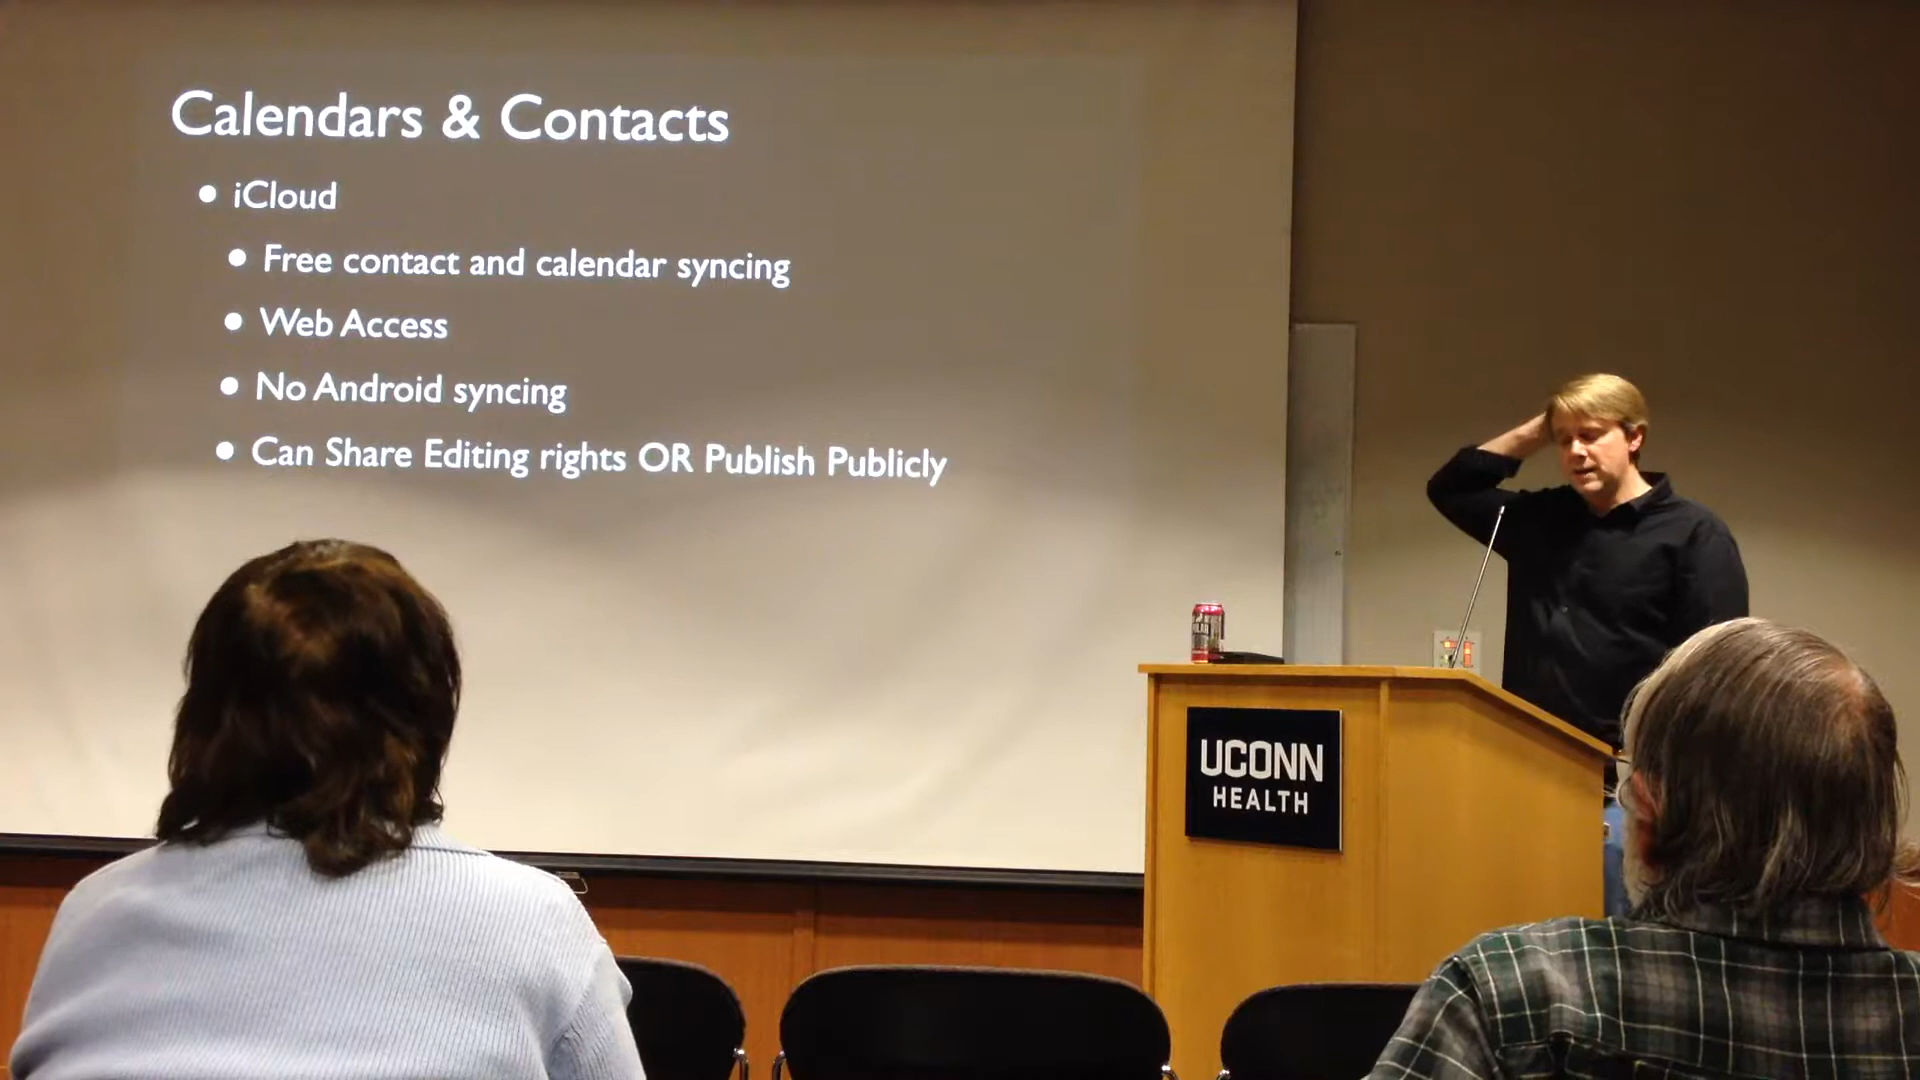 Calendars & Contacts
• iCloud
• Free contact and calendar syncing
• Web Access
• No Android syncing
• Can Share Editing rights OR Publish Publicly
UCONN
HEALTH